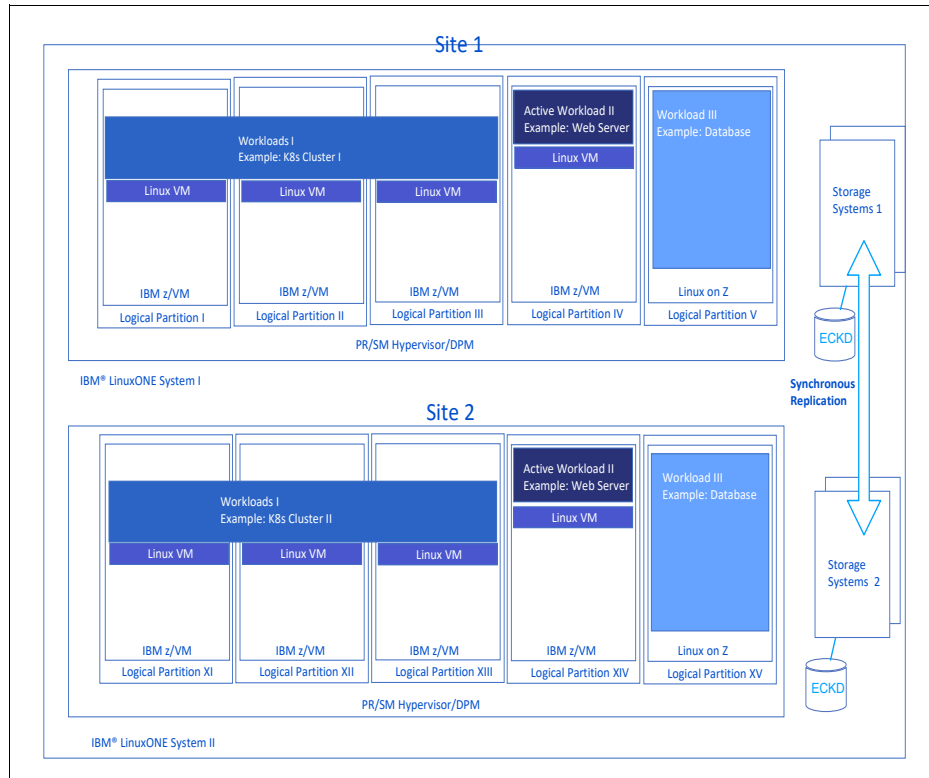 Site 1
Workloads I
Example: K8s Cluster I
Linux VM
Linux VM
Linux VM
Active Workload II
Example: Web Server
Linux VM
Workload III
Example: Database
IBM z/VM
IBM z/VM
IBM z/VM
IBM z/VM
Linux on Z
Logical Partition I
Logical Partition II
Logical Partition III
Logical Partition IV
Logical Partition V
PR/SM Hypervisor/DPM
IBM® LinuxONE System I
Storage
Systems 1
ECKD
Synchronous
Replication
Site 2
Workloads I
Example: K8s Cluster II
Linux VM
Linux VM
Linux VM
Active Workload II
Example: Web Server
Linux VM
Workload III
Example: Database
IBM z/VM
IBM z/VM
IBM z/VM
IBM z/VM
Linux on Z
Logical Partition XI
Logical Partition XII
Logical Partition XIII
Logical Partition XIV
Logical Partition XV
PR/SM Hypervisor/DPM
IBM® LinuxONE System II
Storage
Systems 2
ECKD